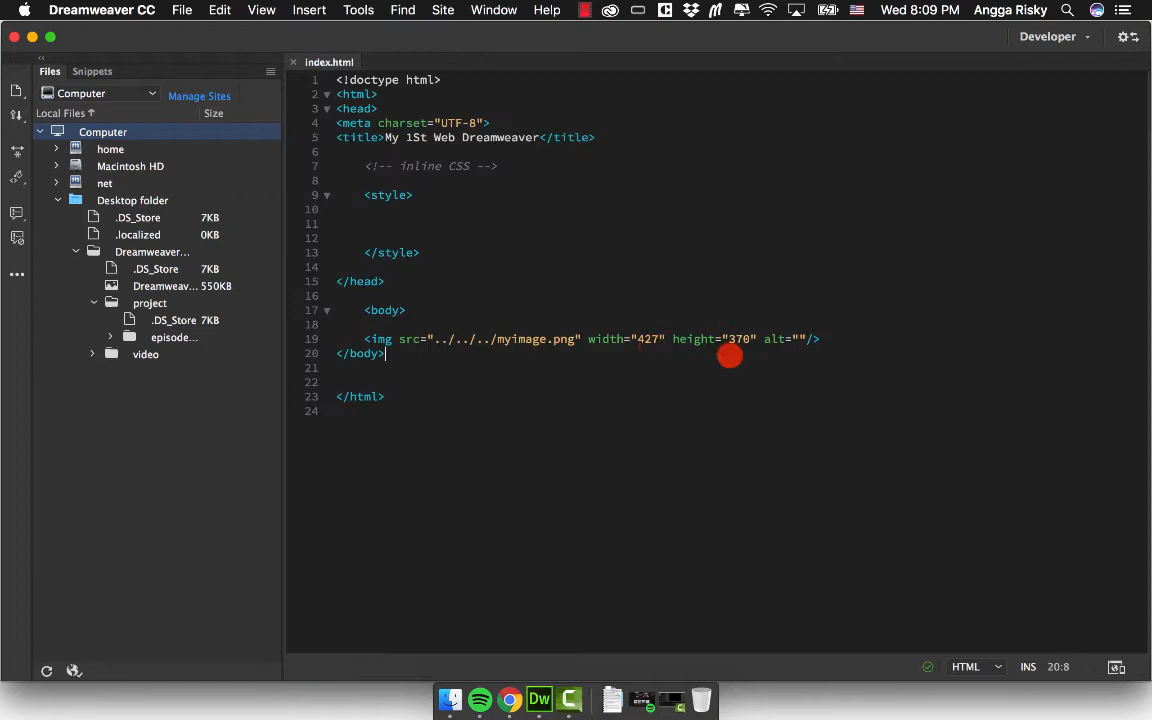 Dreamweaver CC File Edit View Insert Tools Find Commands Site Window Help Wed 8:09 PM Angga Risky
Developer
Files Snippets
index.html
Computer Manage Sites
Local Files Size
Computer
home
Macintosh HD
net
Desktop folder
.DS_Store 7KB
.localized 0KB
Dreamweaver...
.DS_Store 7KB
Dreamweav... 550KB
project
.DS_Store 7KB
episode...
video
1 <!doctype html>
2 <html>
3 <head>
4 <meta charset="UTF-8">
5 <title>My 1St Web Dreamweaver</title>
6
7 <!-- inline CSS -->
8
9 <style>
10
11
12
13 </style>
14
15 </head>
16
17 <body>
18
19 <img src="../../../myimage.png" width="427" height="370" alt=""/>
20 </body>
21
22
23 </html>
24
HTML INS 20:8
Dw